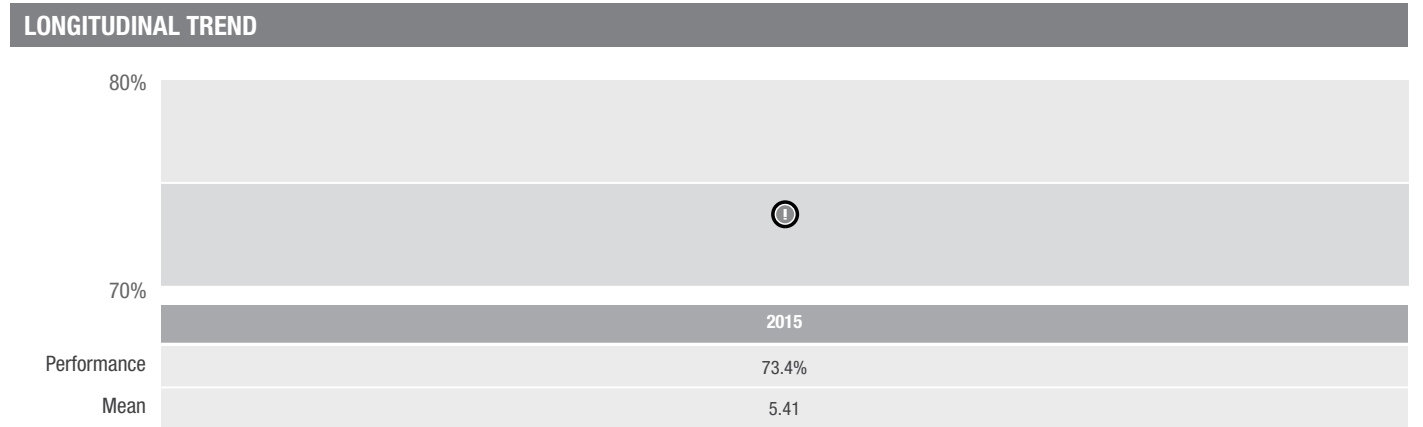 LONGITUDINAL TREND
80%
!
70%
2015
Performance 73.4%
Mean 5.41